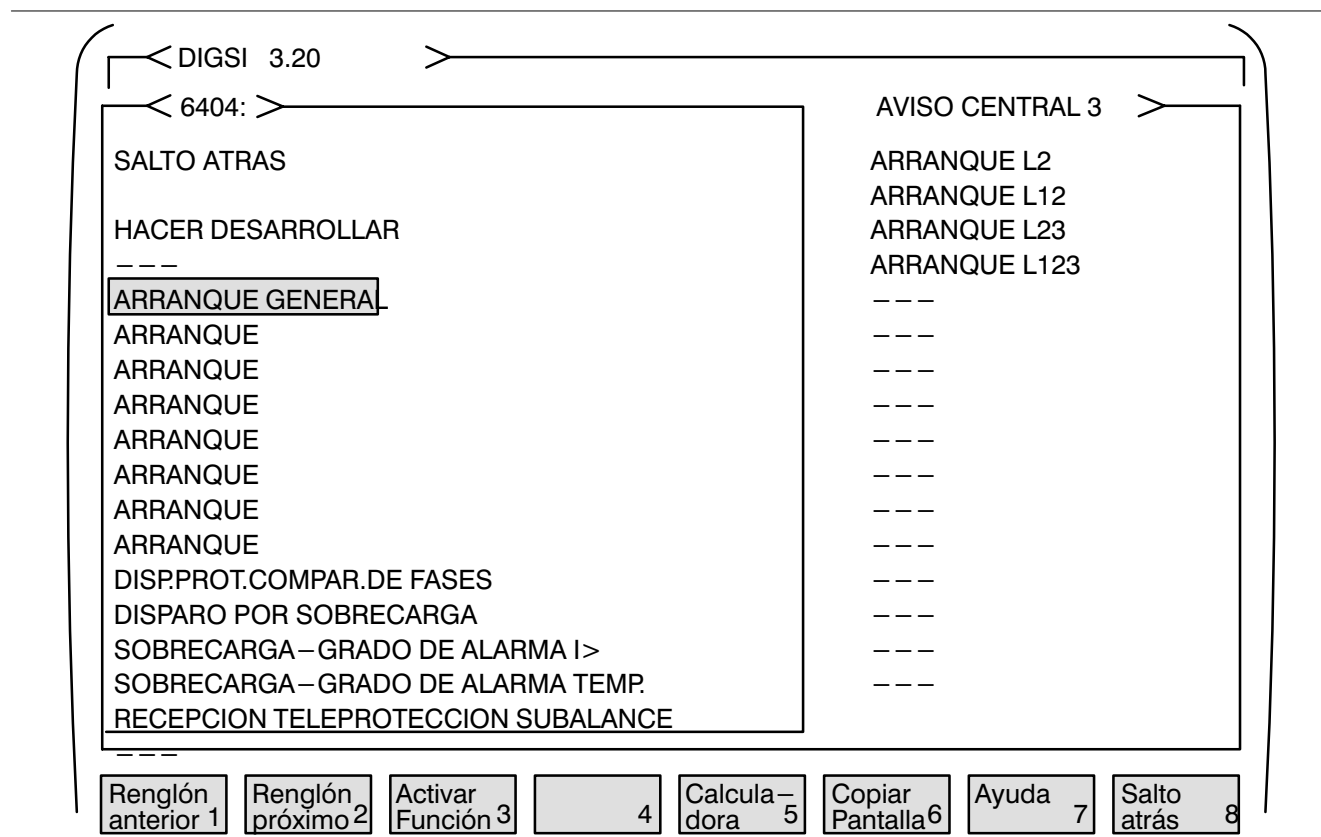 DIGSI 3.20
6404:
AVISO CENTRAL 3
SALTO ATRAS
HACER DESARROLLAR
– – –
ARRANQUE GENERAL
ARRANQUE
ARRANQUE
ARRANQUE
ARRANQUE
ARRANQUE
ARRANQUE
ARRANQUE
DISP.PROT.COMPAR.DE FASES
DISPARO POR SOBRECARGA
SOBRECARGA–GRADO DE ALARMA I>
SOBRECARGA–GRADO DE ALARMA TEMP.
RECEPCION TELEPROTECCION SUBALANCE
– – –
ARRANQUE L2
ARRANQUE L12
ARRANQUE L23
ARRANQUE L123
– – –
– – –
– – –
– – –
– – –
– – –
– – –
– – –
– – –
– – –
– – –
– – –
Renglón
anterior 1
Renglón
próximo 2
Activar
Función 3
4
Calcula–
dora 5
Copiar
Pantalla 6
Ayuda
7
Salto
atrás 8